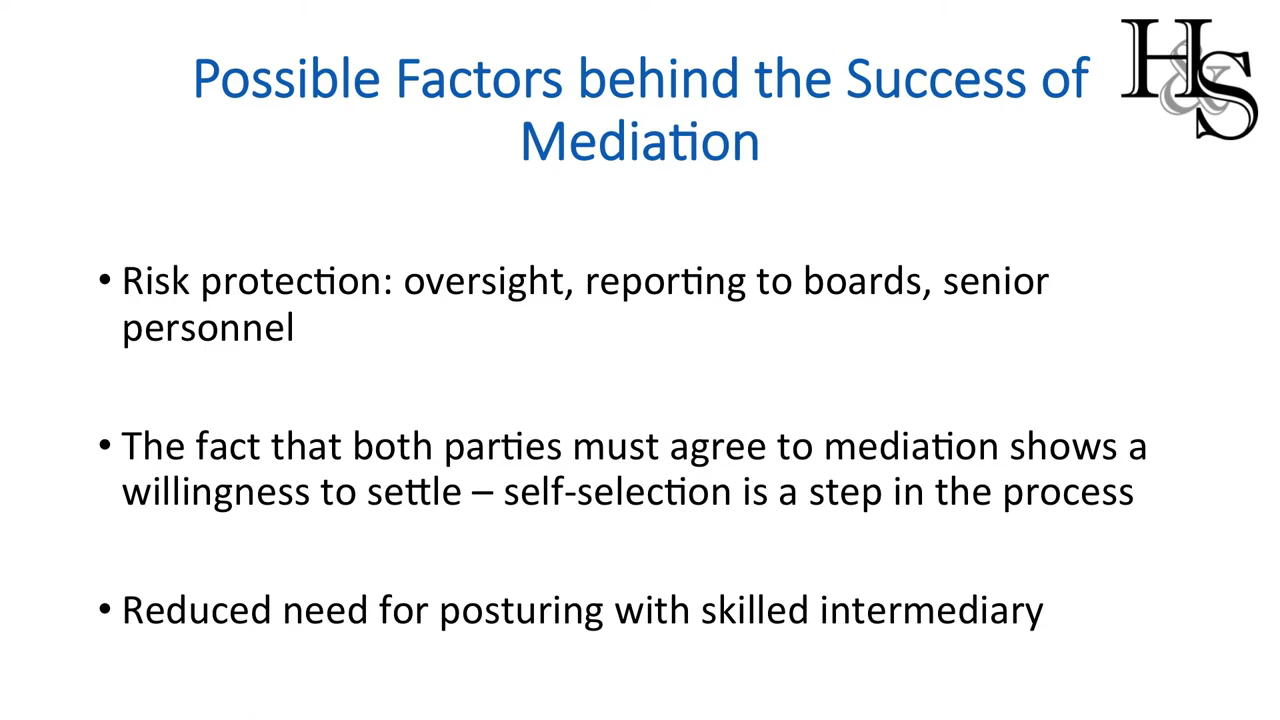 H&S
Possible Factors behind the Success of
Mediation
• Risk protection: oversight, reporting to boards, senior
personnel
• The fact that both parties must agree to mediation shows a
willingness to settle – self-selection is a step in the process
• Reduced need for posturing with skilled intermediary